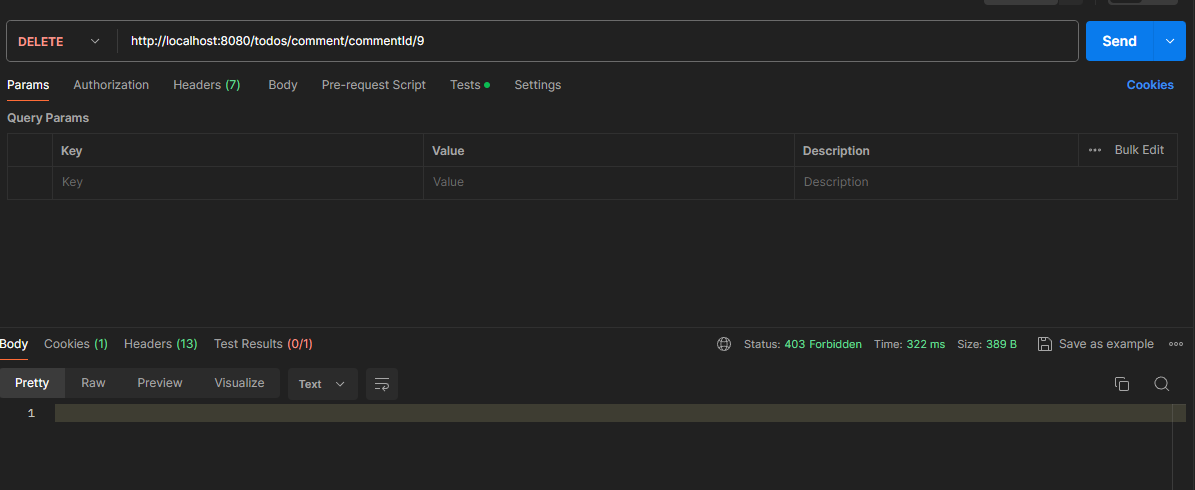 DELETE http://localhost:8080/todos/comment/commentId/9 Send
Params Authorization Headers (7) Body Pre-request Script Tests Settings Cookies
Query Params
Key Value Description ••• Bulk Edit
Key Value Description
Body Cookies (1) Headers (13) Test Results (0/1) Status: 403 Forbidden Time: 322 ms Size: 389 B Save as example •••
Pretty Raw Preview Visualize Text
1